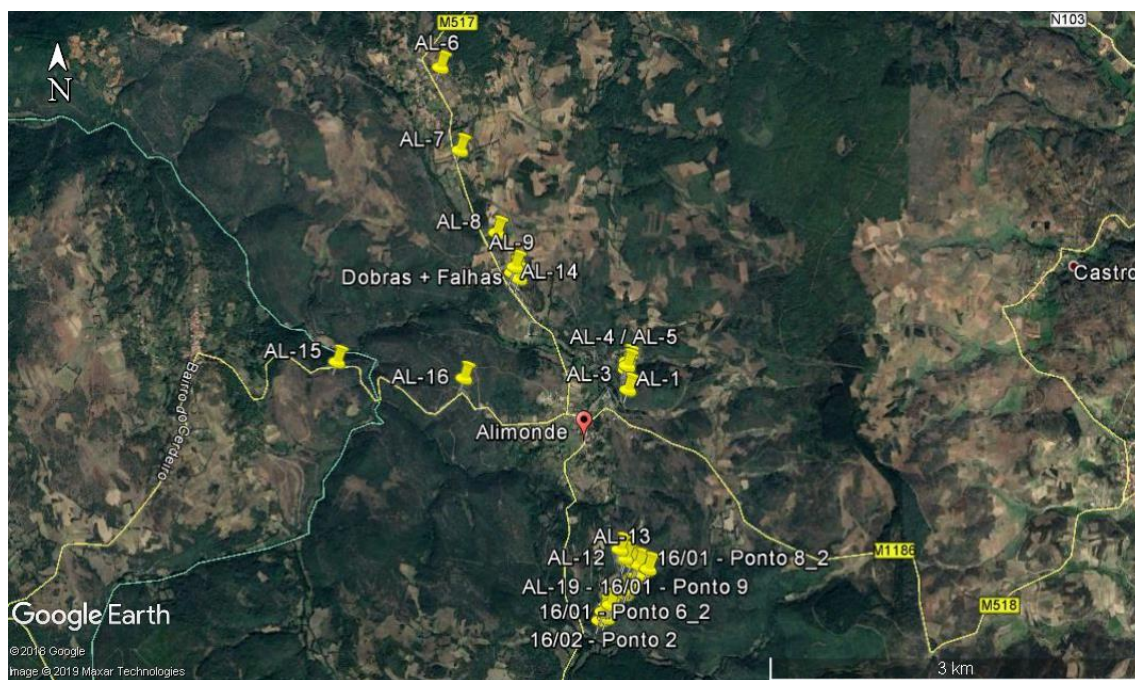 M517
N103
AL-6
N
AL-7
AL-8
AL-9
Dobras + Falhas
AL-14
Castro
AL-4 / AL-5
AL-15
AL-3
AL-1
AL-16
Bairro do Cerdeiro
Alimonde
AL-13
AL-12
16/01 - Ponto 8_2
M1186
AL-19 - 16/01 - Ponto 9
M518
16/01 - Ponto 6_2
Google Earth
16/02 - Ponto 2
© 2018 Google
Image © 2019 Maxar Technologies
3 km